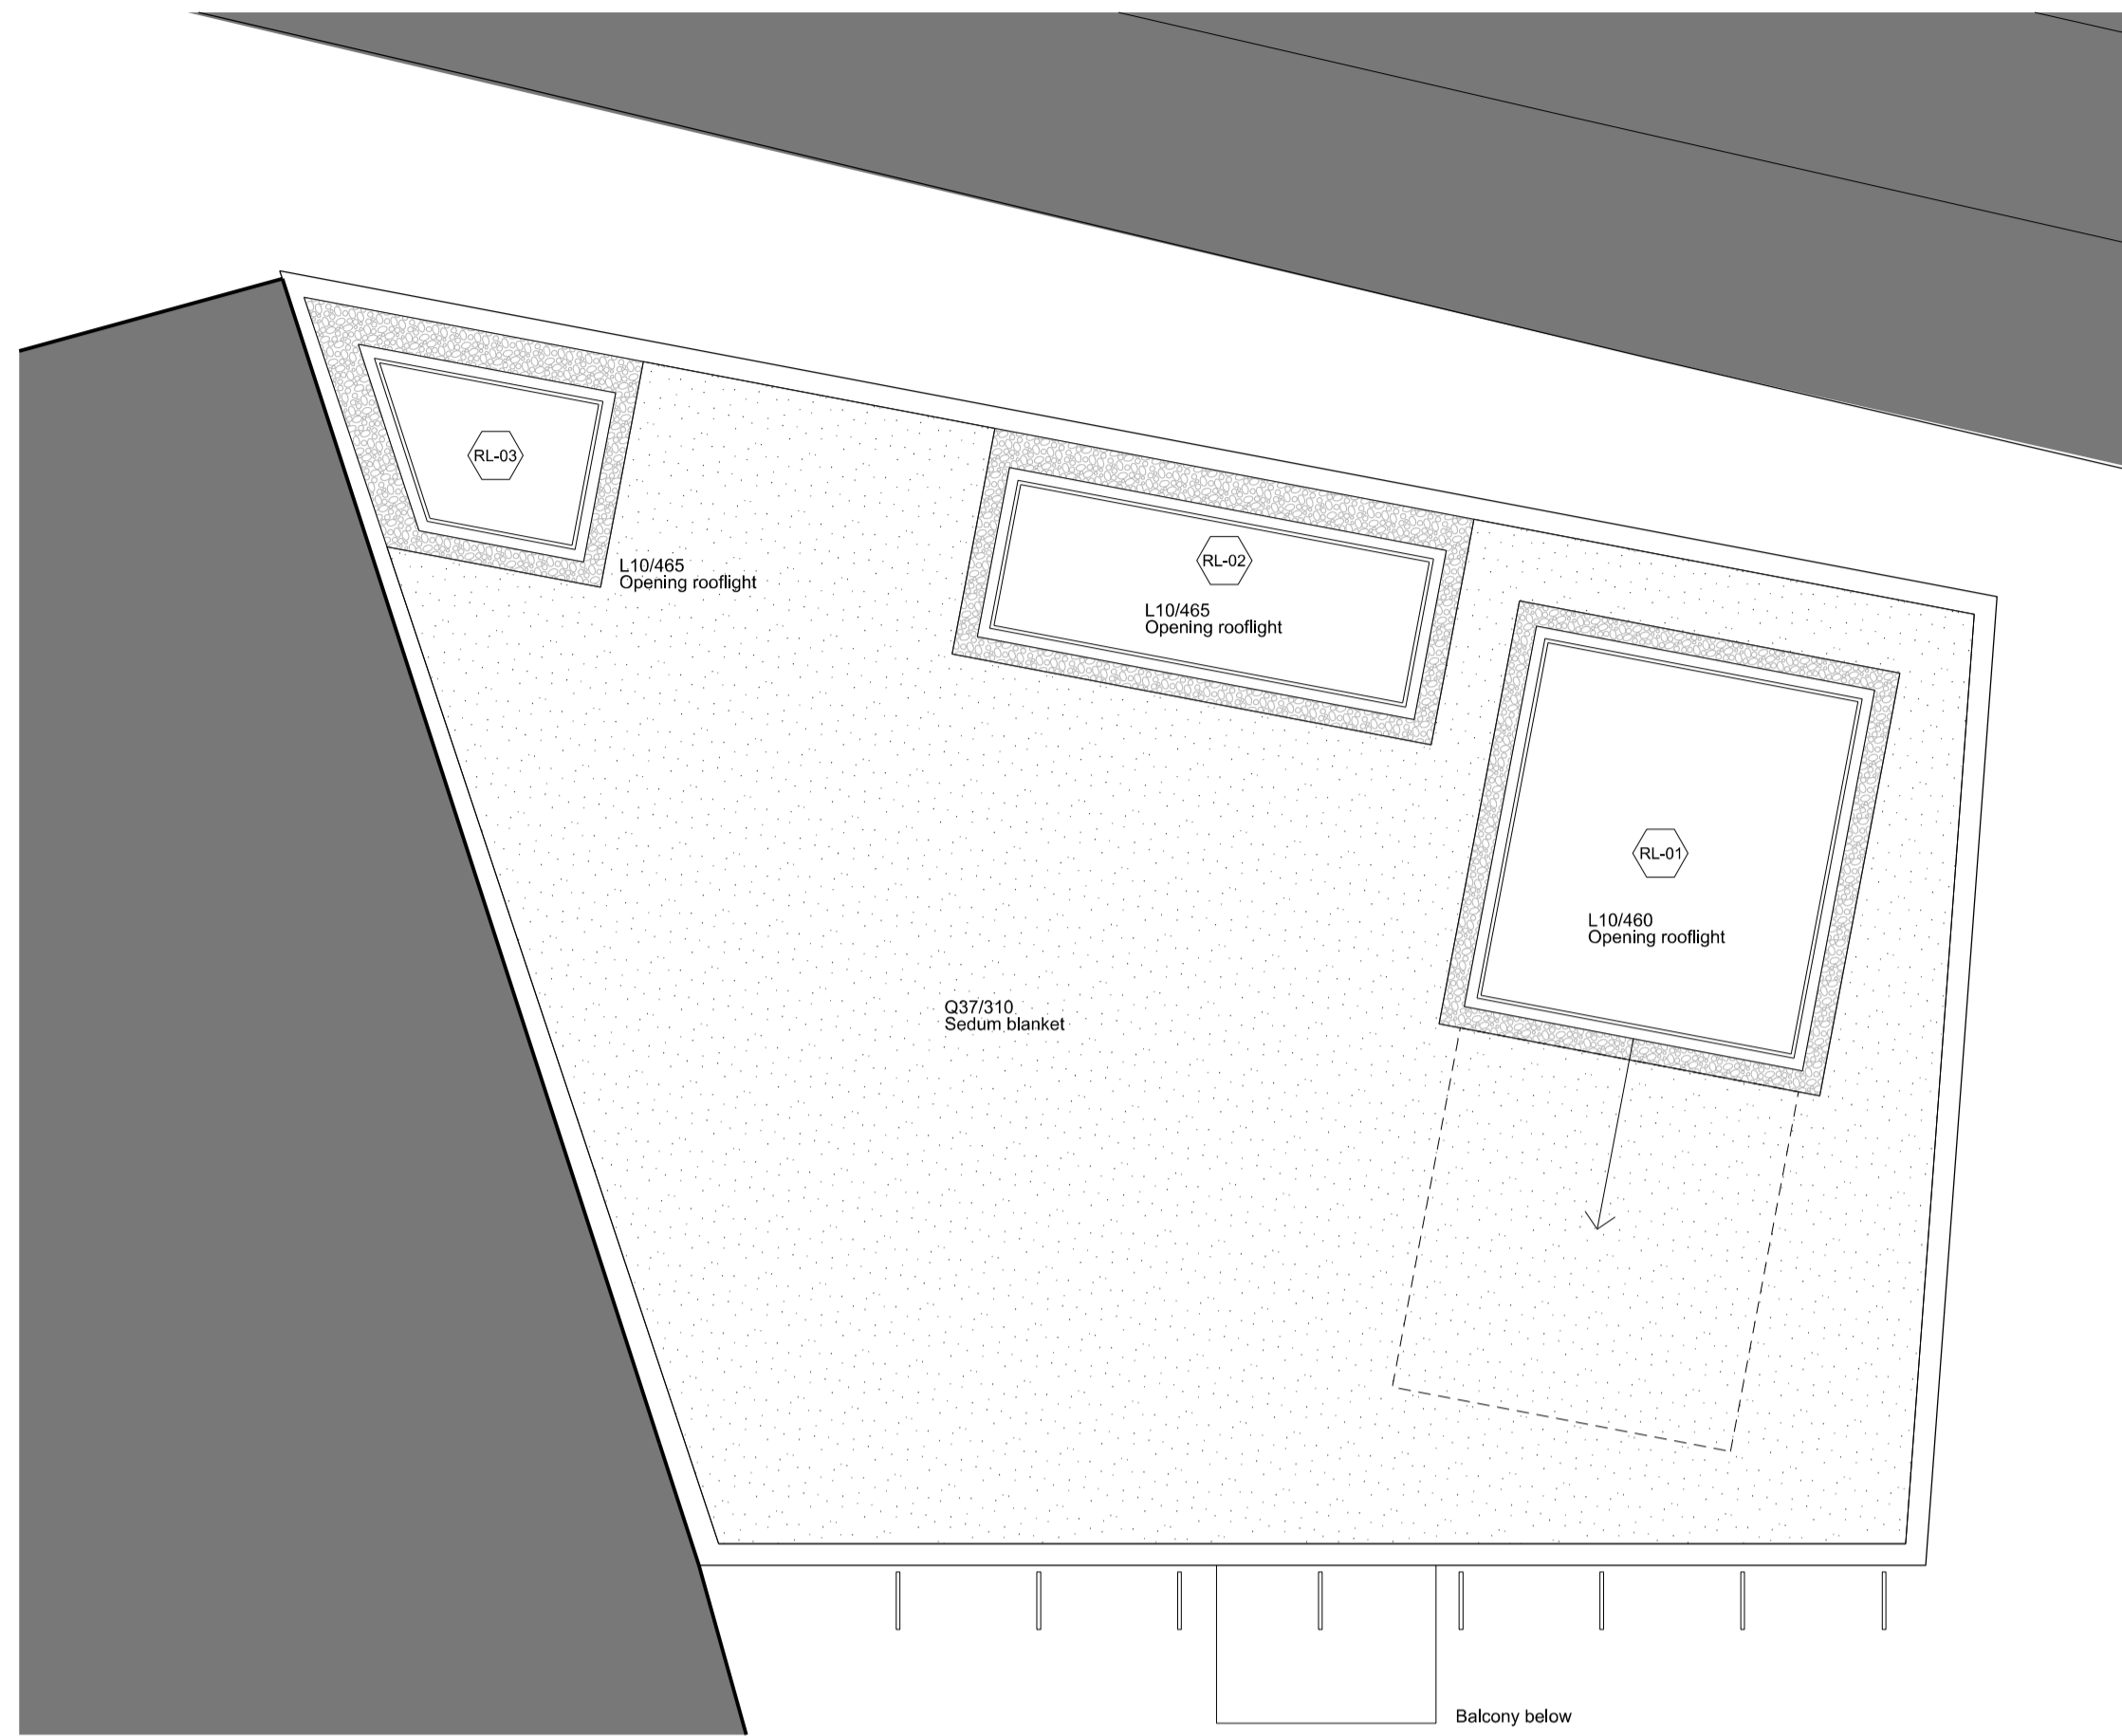 RL-03
L10/465
Opening rooflight
RL-02
L10/465
Opening rooflight
RL-01
L10/460
Opening rooflight
Q37/310
Sedum blanket
Balcony below